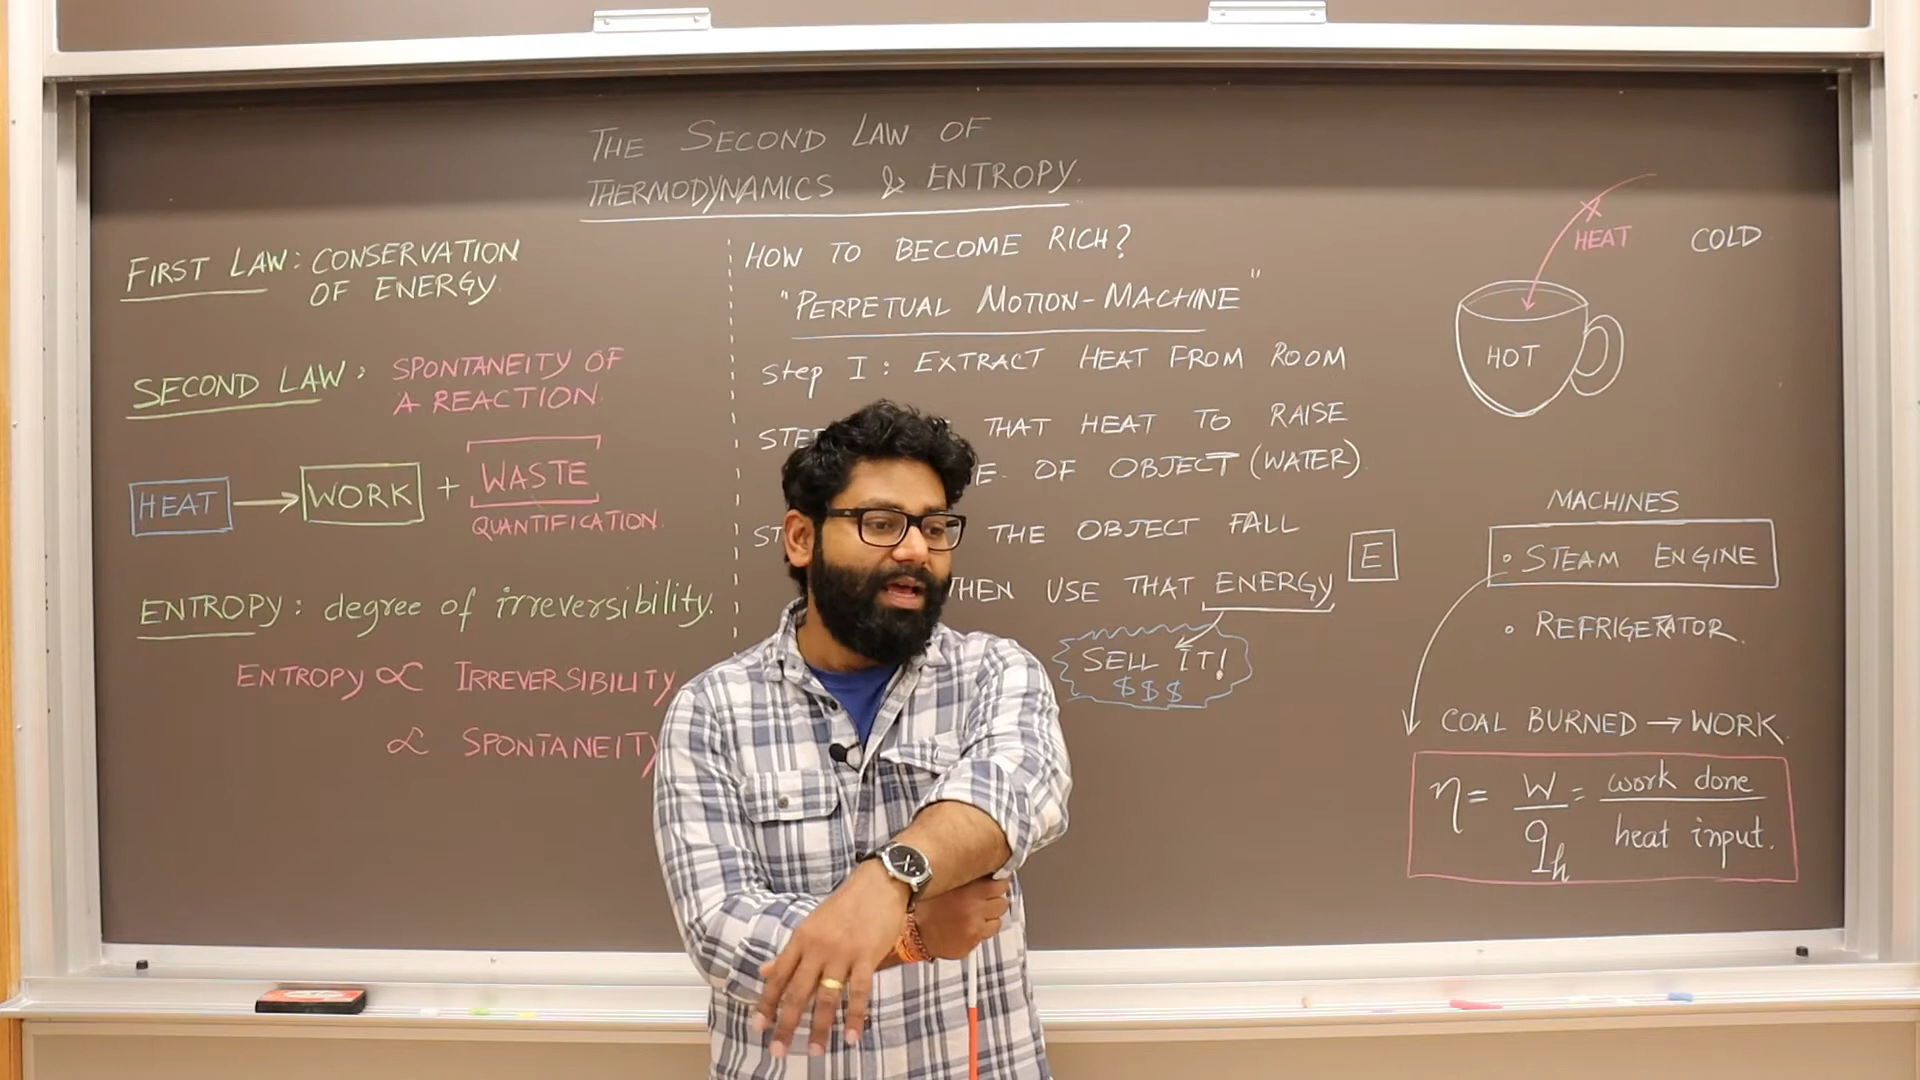 THE SECOND LAW OF
THERMODYNAMICS & ENTROPY.
FIRST LAW: CONSERVATION
OF ENERGY.
SECOND LAW: SPONTANEITY OF
A REACTION
HEAT → WORK + WASTE
QUANTIFICATION.
ENTROPY: degree of irreversibility.
ENTROPY ∝ IRREVERSIBILITY
∝ SPONTANEITY
HOW TO BECOME RICH?
"PERPETUAL MOTION-MACHINE"
Step I: EXTRACT HEAT FROM ROOM
THAT HEAT TO RAISE
OF OBJECT (WATER).
THE OBJECT FALL
THEN USE THAT ENERGY
E
SELL IT!
$$$
HEAT
COLD
HOT
MACHINES
• STEAM ENGINE
• REFRIGERATOR.
COAL BURNED → WORK.
η = W/qh = work done/heat input.